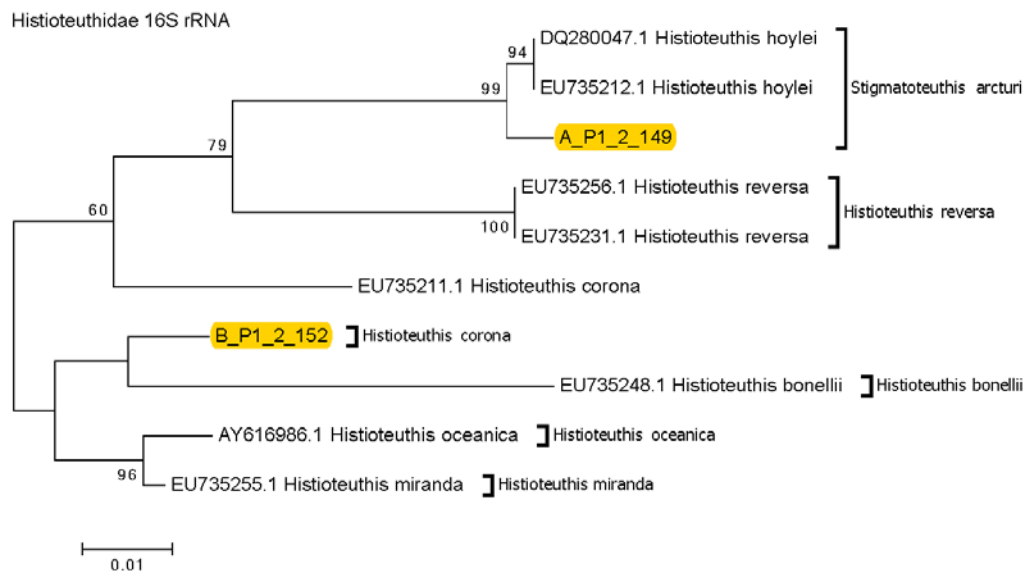 Histioteuthidae 16S rRNA
94
DQ280047.1 Histioteuthis hoylei
EU735212.1 Histioteuthis hoylei
Stigmatoteuthis arcturi
99
A_P1_2_149
79
EU735256.1 Histioteuthis reversa
Histioteuthis reversa
60
100
EU735231.1 Histioteuthis reversa
EU735211.1 Histioteuthis corona
B_P1_2_152
Histioteuthis corona
EU735248.1 Histioteuthis bonellii
Histioteuthis bonellii
AY616986.1 Histioteuthis oceanica
Histioteuthis oceanica
96
EU735255.1 Histioteuthis miranda
Histioteuthis miranda
0.01